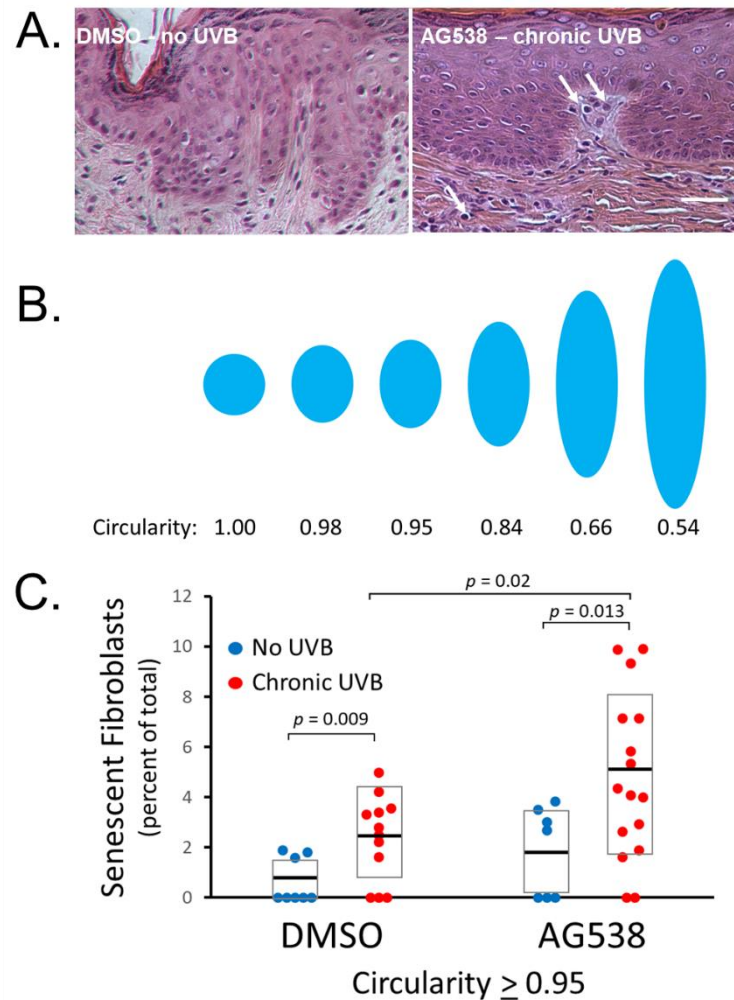 A.
DMSO - no UVB
AG538 – chronic UVB
B.
Circularity: 1.00 0.98 0.95 0.84 0.66 0.54
C.
Senescent Fibroblasts
(percent of total)
12
10
8
6
4
2
0
No UVB
Chronic UVB
p = 0.02
p = 0.013
p = 0.009
DMSO AG538
Circularity ≥ 0.95